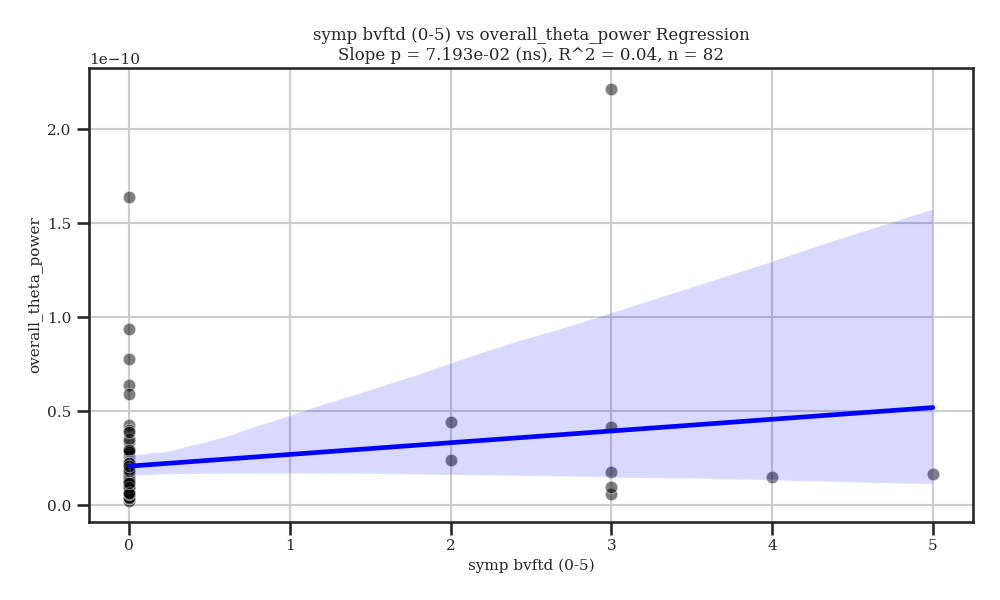 symp bvftd (0-5) vs overall_theta_power Regression
Slope p = 7.193e-02 (ns), R^2 = 0.04, n = 82
1e−10
2.0
1.5
1.0
0.5
0.0
overall_theta_power
0 1 2 3 4 5
symp bvftd (0-5)